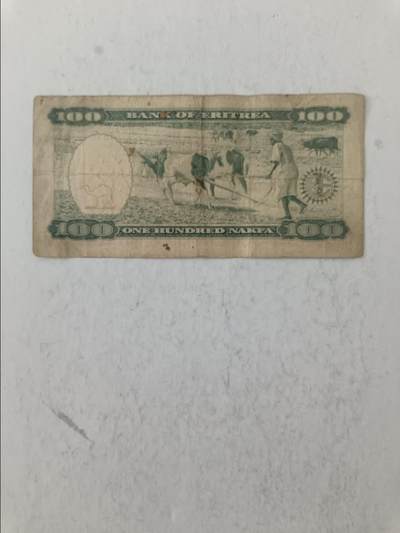 100 BANK OF ERITREA 100
100 ONE HUNDRED NAKFA 100